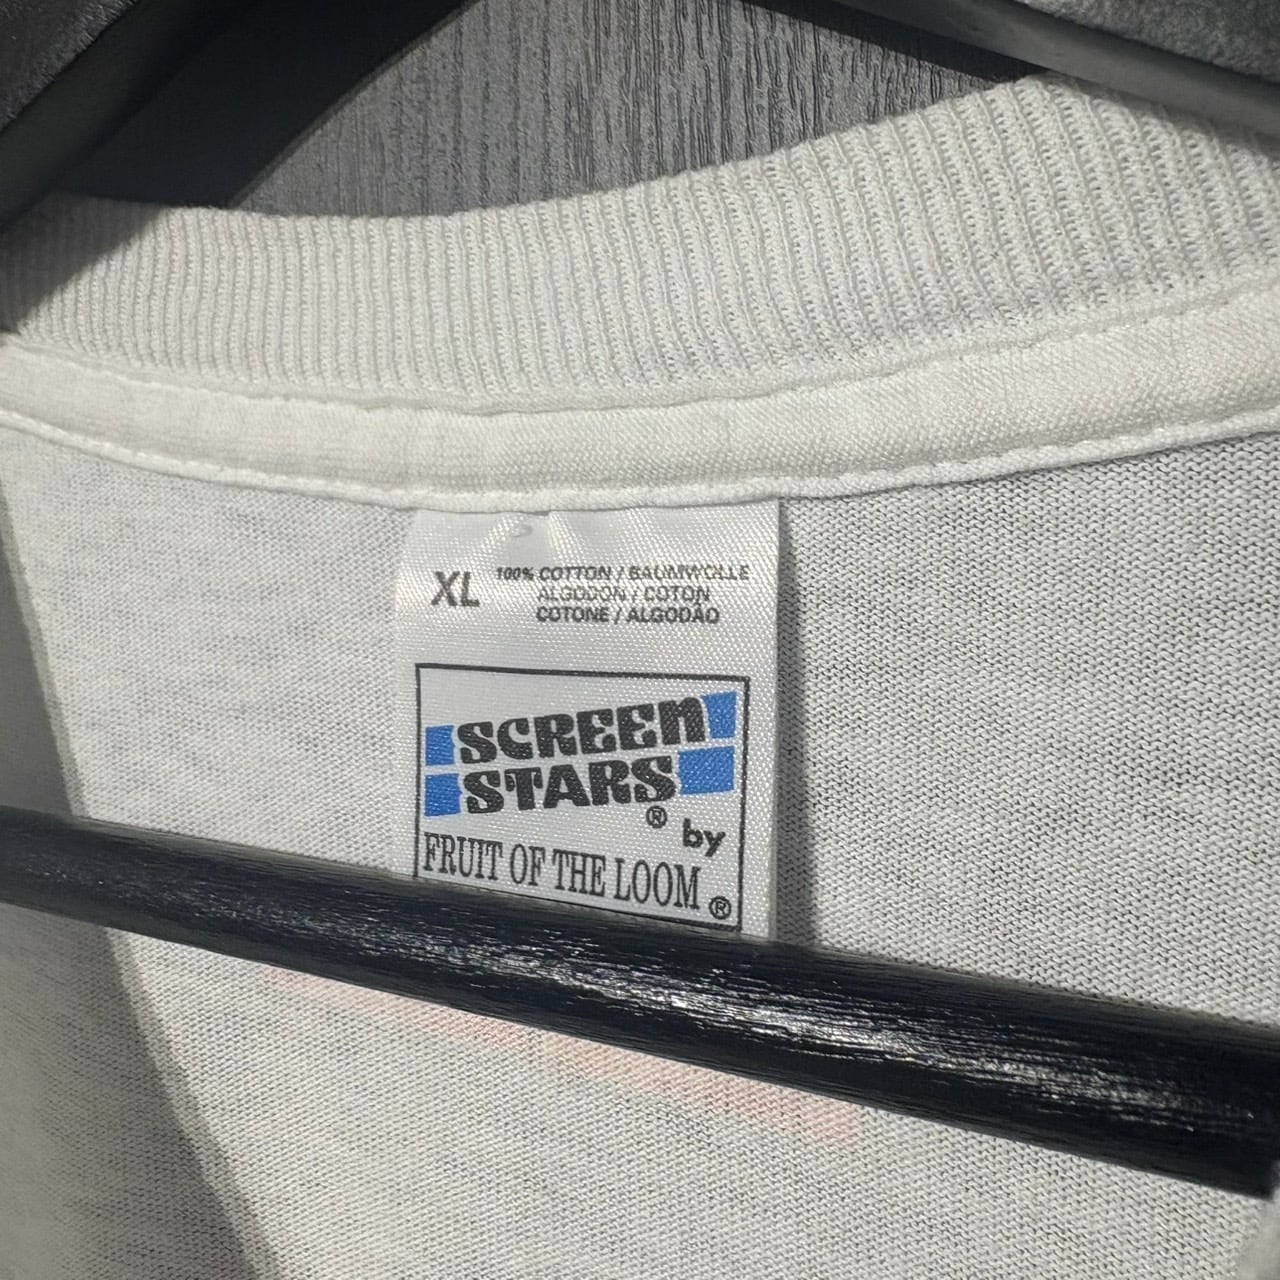 XL 100% COTTON / BAUMWOLLE
ALGODON / COTON
COTONE / ALGODÃO
SCREEN
STARS®
by
FRUIT OF THE LOOM®